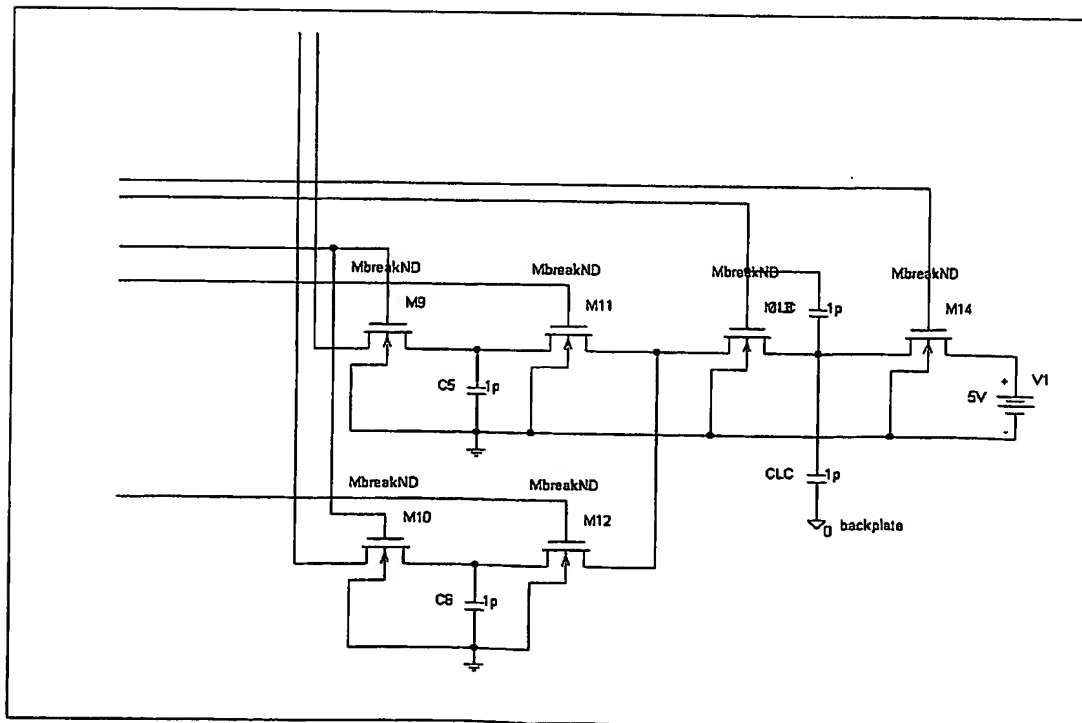 MbreakND
MbreakND
MbreakND
MbreakND
M9
M11
1p
M14
C5
1p
+
5V
V1
-
CLC
1p
MbreakND
MbreakND
M10
M12
0 backplate
C6
1p